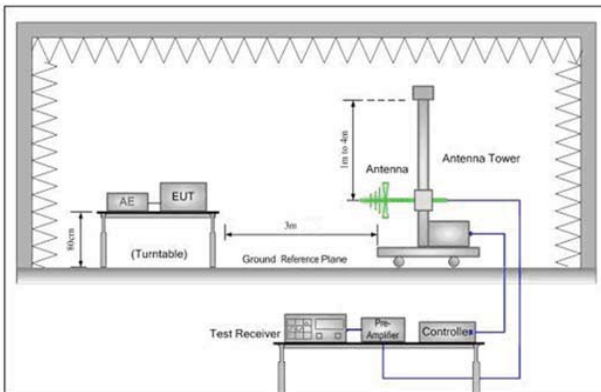 1m to 4m
Antenna
Antenna Tower
AE
EUT
80cm
(Turntable)
3m
Ground Reference Plane
Test Receiver
Pre-
Amplifier
Controller